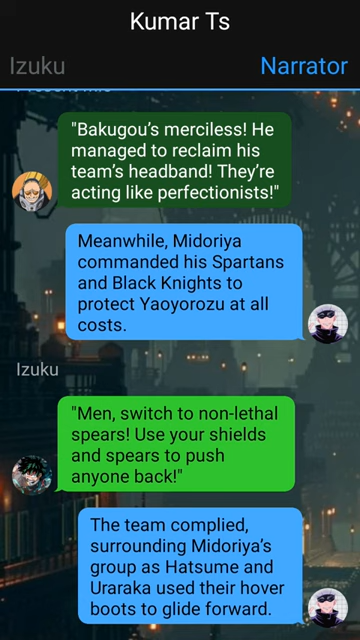 Kumar Ts
Izuku
Narrator
Present Mic
"Bakugou’s merciless! He
managed to reclaim his
team’s headband! They’re
acting like perfectionists!"
Meanwhile, Midoriya
commanded his Spartans
and Black Knights to
protect Yaoyorozu at all
costs.
Izuku
"Men, switch to non-lethal
spears! Use your shields
and spears to push
anyone back!"
The team complied,
surrounding Midoriya’s
group as Hatsume and
Uraraka used their hover
boots to glide forward.